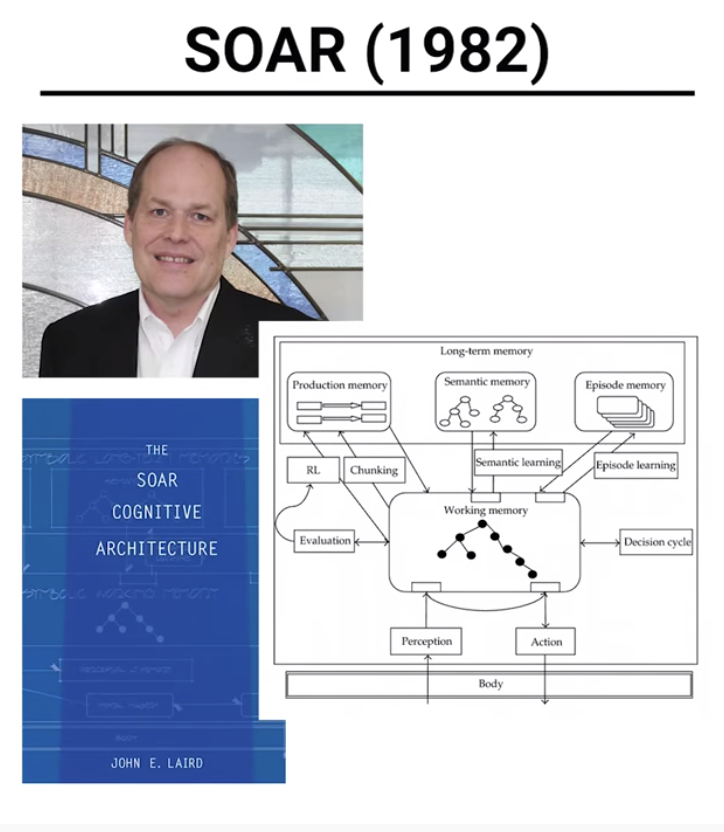 SOAR (1982)
THE
SOAR
COGNITIVE
ARCHITECTURE
JOHN E. LAIRD
Long-term memory
Production memory
Semantic memory
Episode memory
RL
Chunking
Semantic learning
Episode learning
Working memory
Evaluation
Decision cycle
Perception
Action
Body